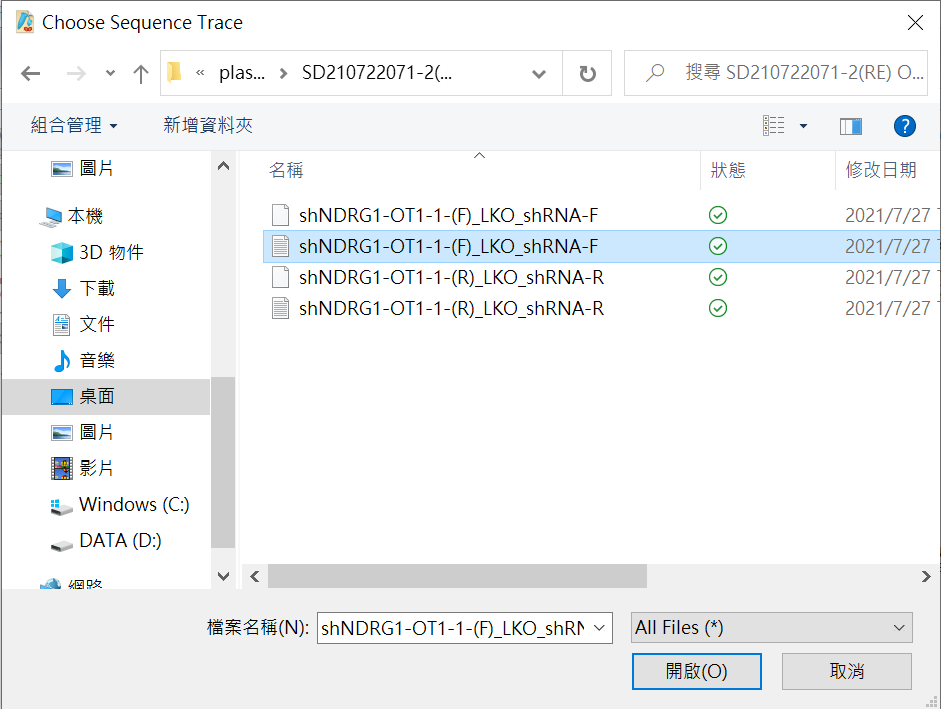 Choose Sequence Trace
« plas... › SD210722071-2(...
搜尋 SD210722071-2(RE) O...
組合管理 新增資料夾
圖片
本機
3D 物件
下載
文件
音樂
桌面
圖片
影片
Windows (C:)
DATA (D:)
網路
名稱 狀態 修改日期
shNDRG1-OT1-1-(F)_LKO_shRNA-F 2021/7/27
shNDRG1-OT1-1-(F)_LKO_shRNA-F 2021/7/27
shNDRG1-OT1-1-(R)_LKO_shRNA-R 2021/7/27
shNDRG1-OT1-1-(R)_LKO_shRNA-R 2021/7/27
檔案名稱(N): shNDRG1-OT1-1-(F)_LKO_shRN All Files (*)
開啟(O) 取消